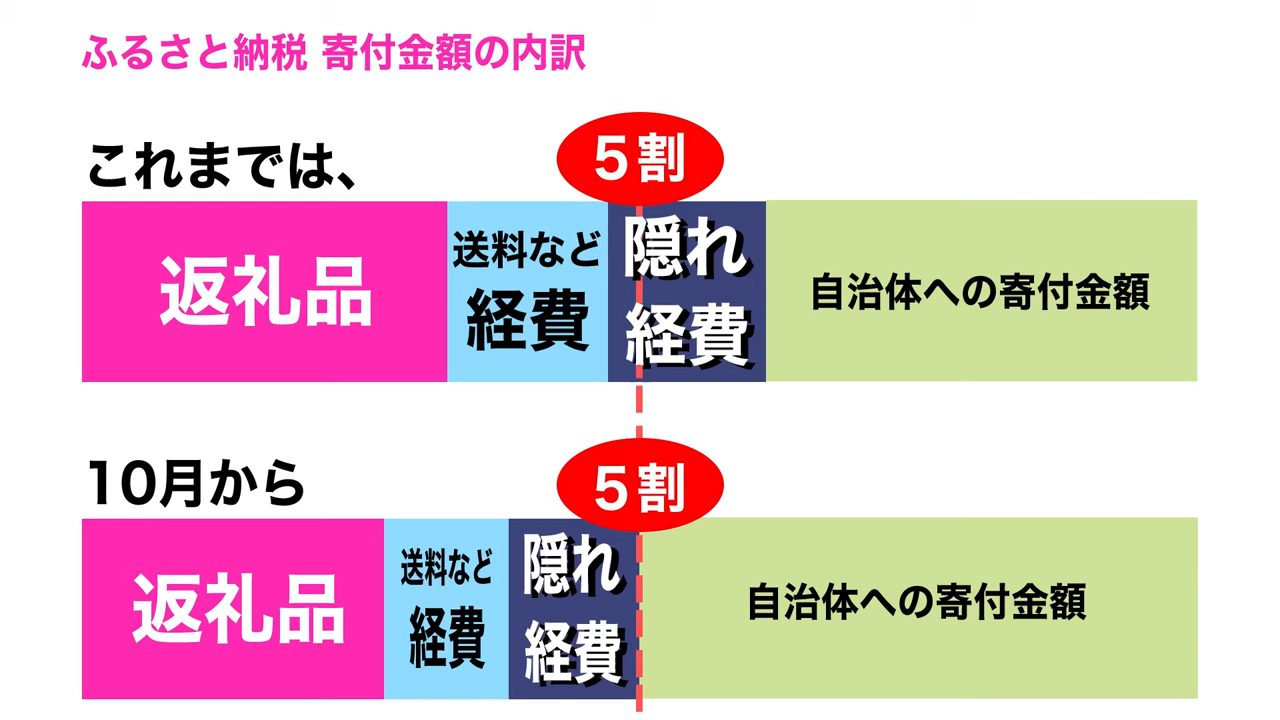 ふるさと納税 寄付金額の内訳
これまでは、
５割
返礼品
送料など
経費
隠れ
経費
自治体への寄付金額
10月から
５割
返礼品
送料など
経費
隠れ
経費
自治体への寄付金額